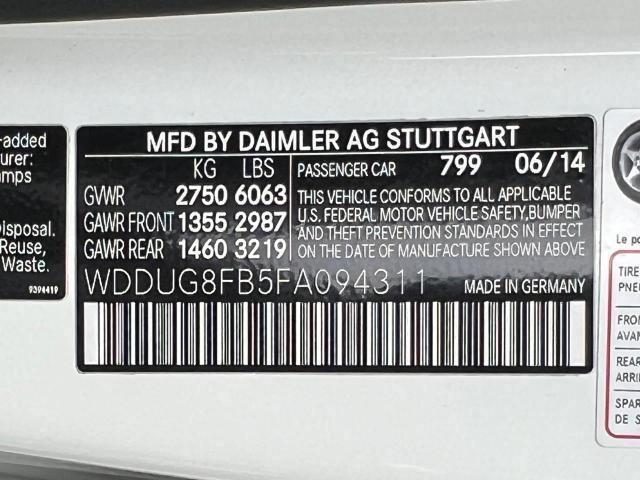 -added
urer:
amps
Disposal.
Reuse,
Waste.
9394419
MFD BY DAIMLER AG STUTTGART
KG LBS
GVWR 2750 6063
GAWR FRONT 1355 2987
GAWR REAR 1460 3219
PASSENGER CAR 799 06/14
THIS VEHICLE CONFORMS TO ALL APPLICABLE
U.S. FEDERAL MOTOR VEHICLE SAFETY,BUMPER
AND THEFT PREVENTION STANDARDS IN EFFECT
ON THE DATE OF MANUFACTURE SHOWN ABOVE
WDDUG8FB5FA094311
MADE IN GERMANY
Le po
TIRE
PNEU
FRON
AVAN
REAR
ARRI
SPAR
DE S